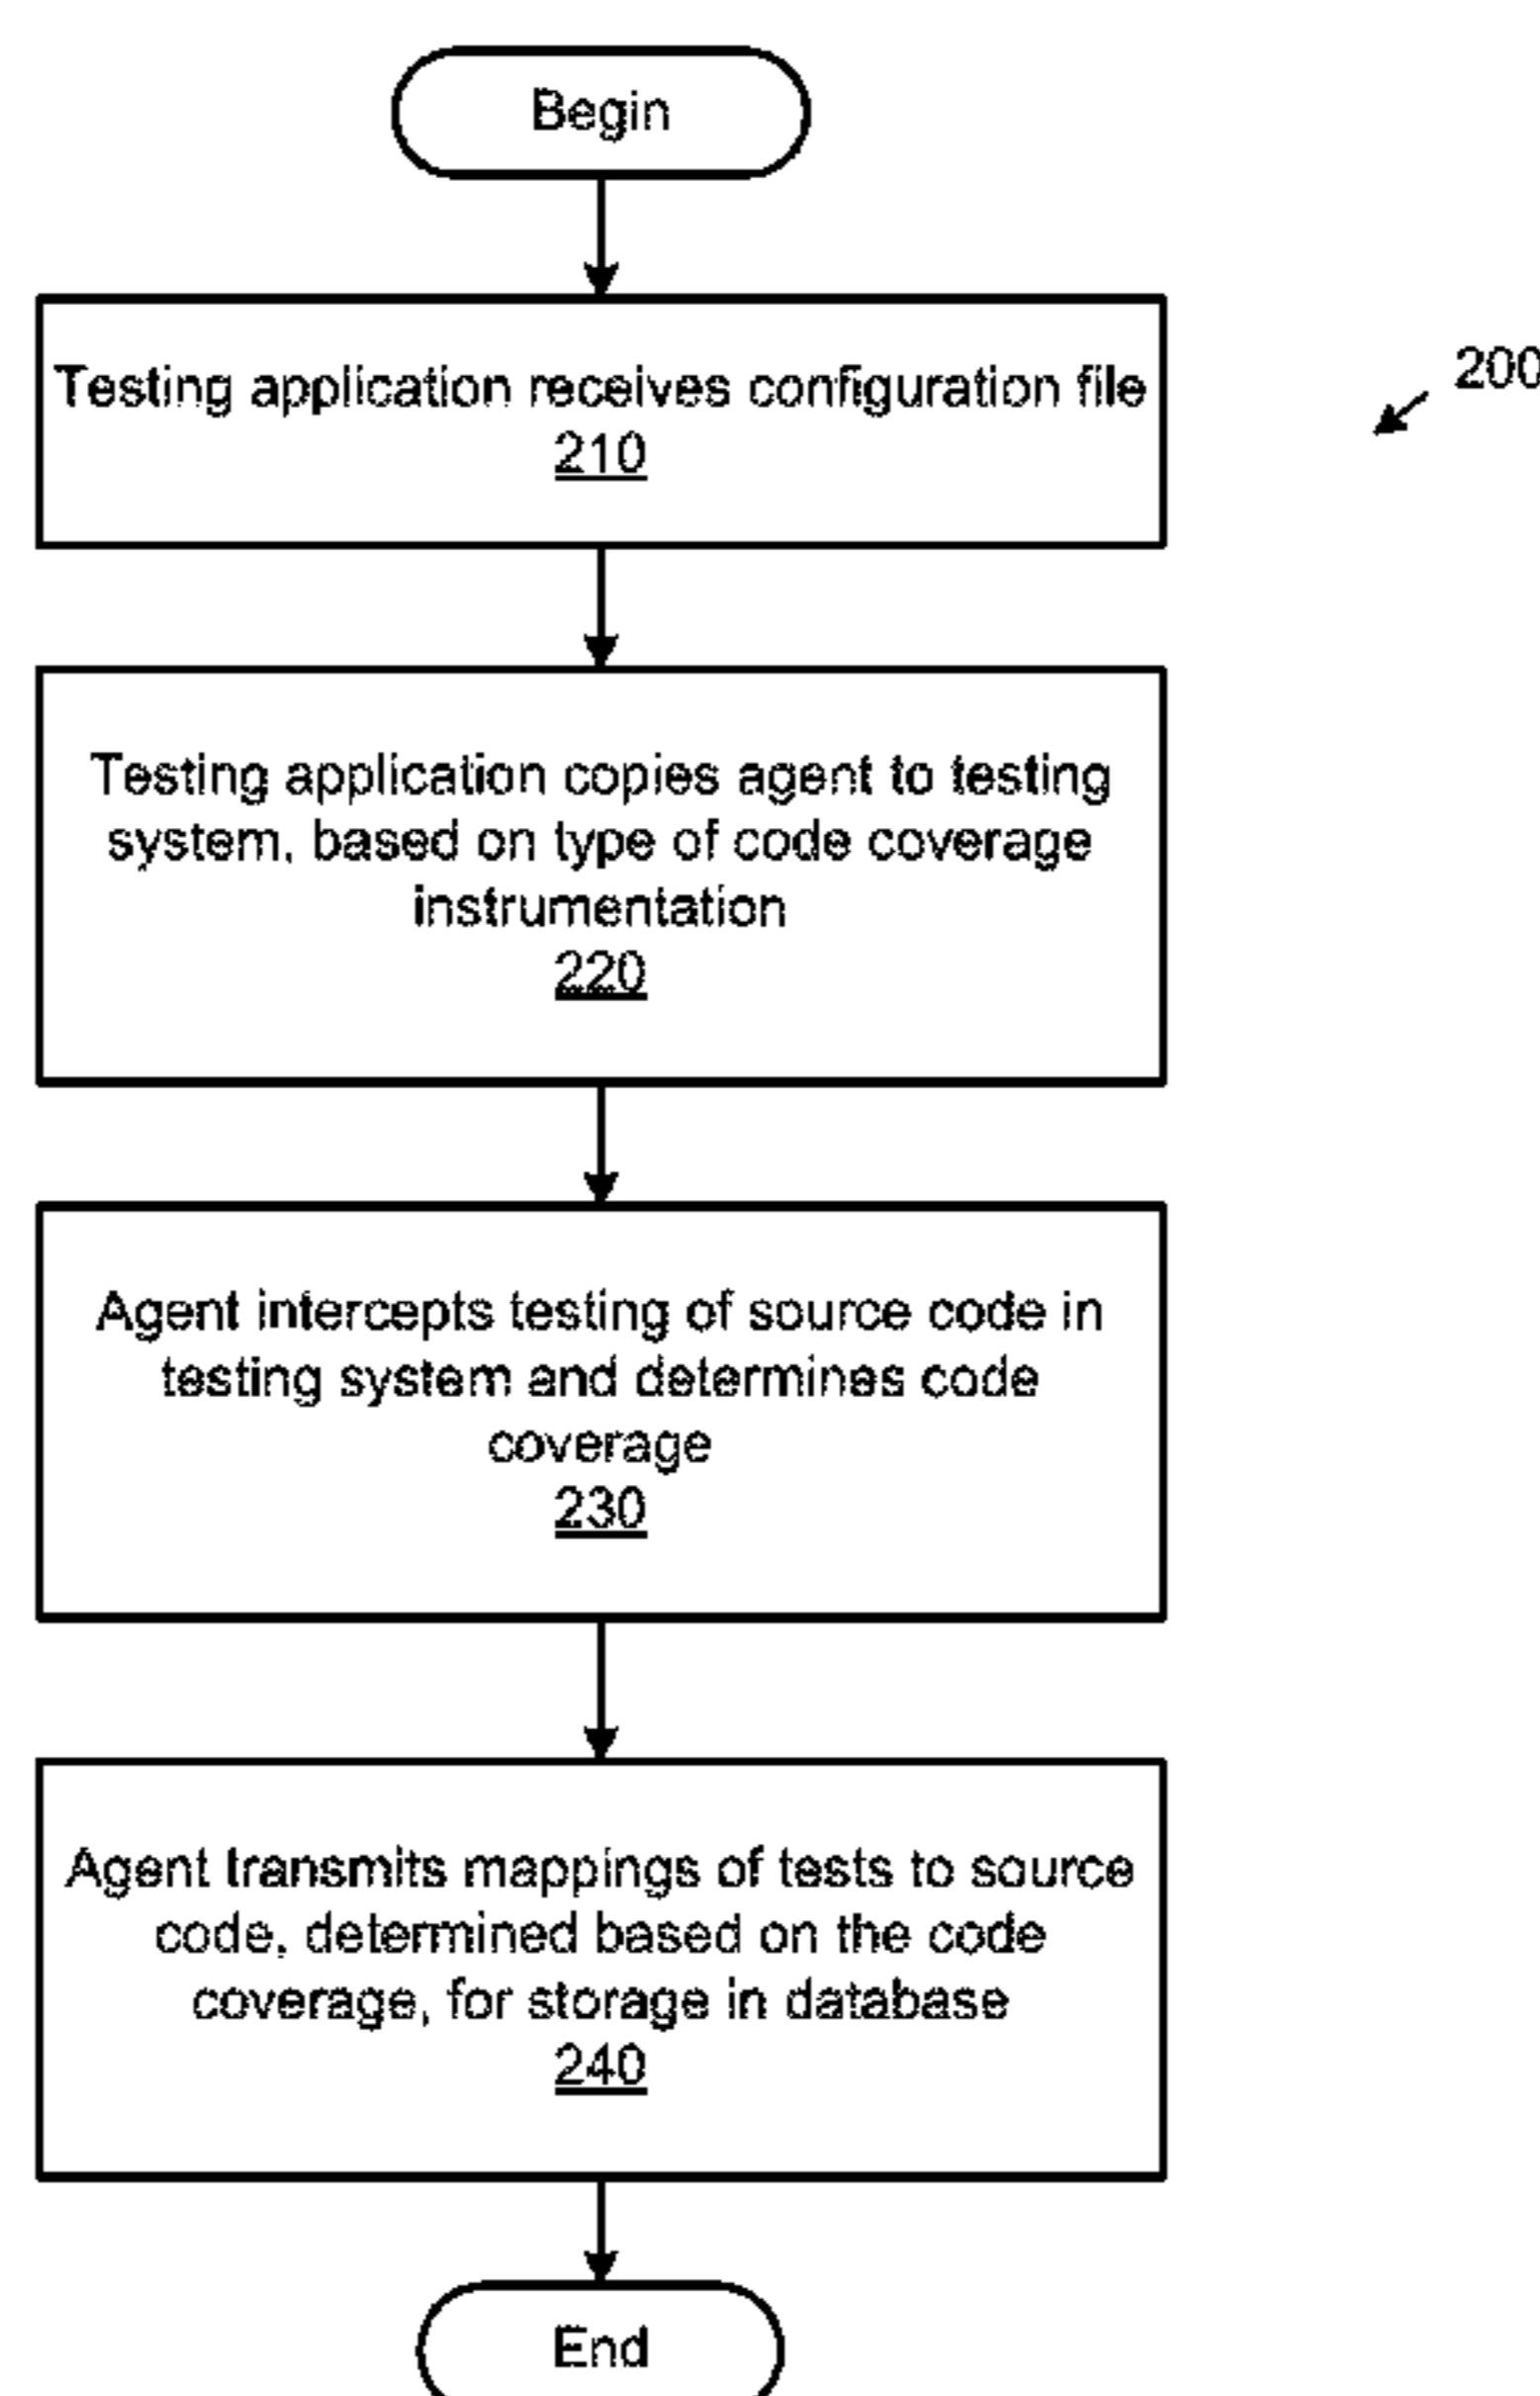 Begin
Testing application receives configuration file
210
200
Testing application copies agent to testing
system, based on type of code coverage
instrumentation
220
Agent intercepts testing of source code in
testing system and determines code
coverage
230
Agent transmits mappings of tests to source
code, determined based on the code
coverage, for storage in database
240
End